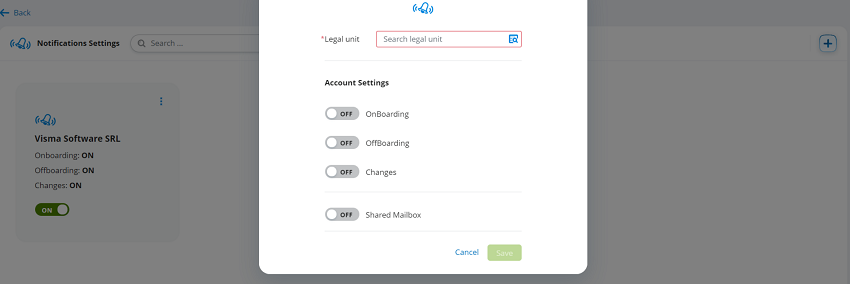 Back
Notifications Settings
Search ...
Visma Software SRL
Onboarding: ON
Offboarding: ON
Changes: ON
ON
*Legal unit
Search legal unit
Account Settings
OFF OnBoarding
OFF OffBoarding
OFF Changes
OFF Shared Mailbox
Cancel Save